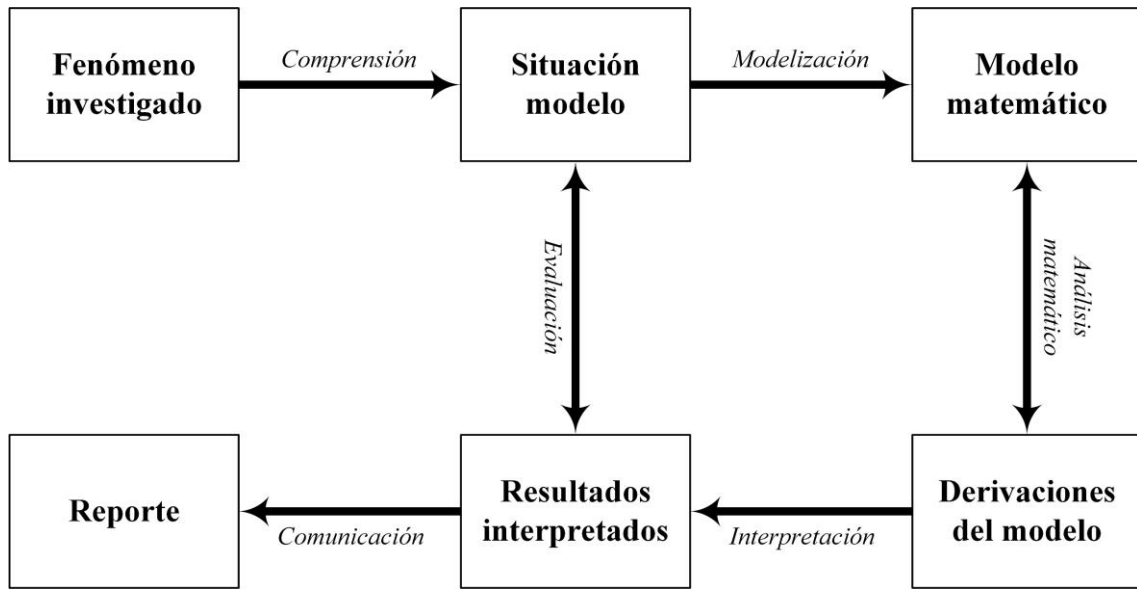 Fenómeno
investigado
Comprensión
Situación
modelo
Modelización
Modelo
matemático
Evaluación
Análisis
matemático
Reporte
Comunicación
Resultados
interpretados
Interpretación
Derivaciones
del modelo